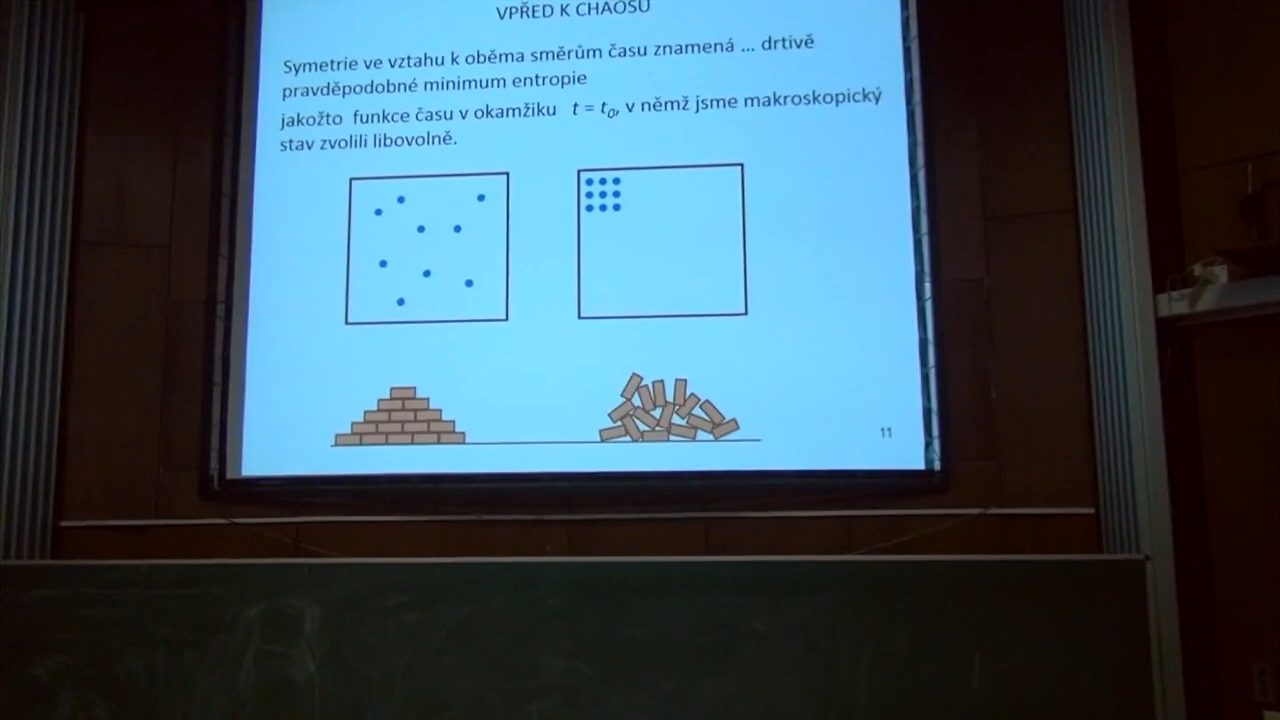 VPŘED K CHAOSU
Symetrie ve vztahu k oběma směrům času znamená ... drtivě
pravděpodobné minimum entropie
jakožto funkce času v okamžiku t = t₀, v němž jsme makroskopický
stav zvolili libovolně.
11